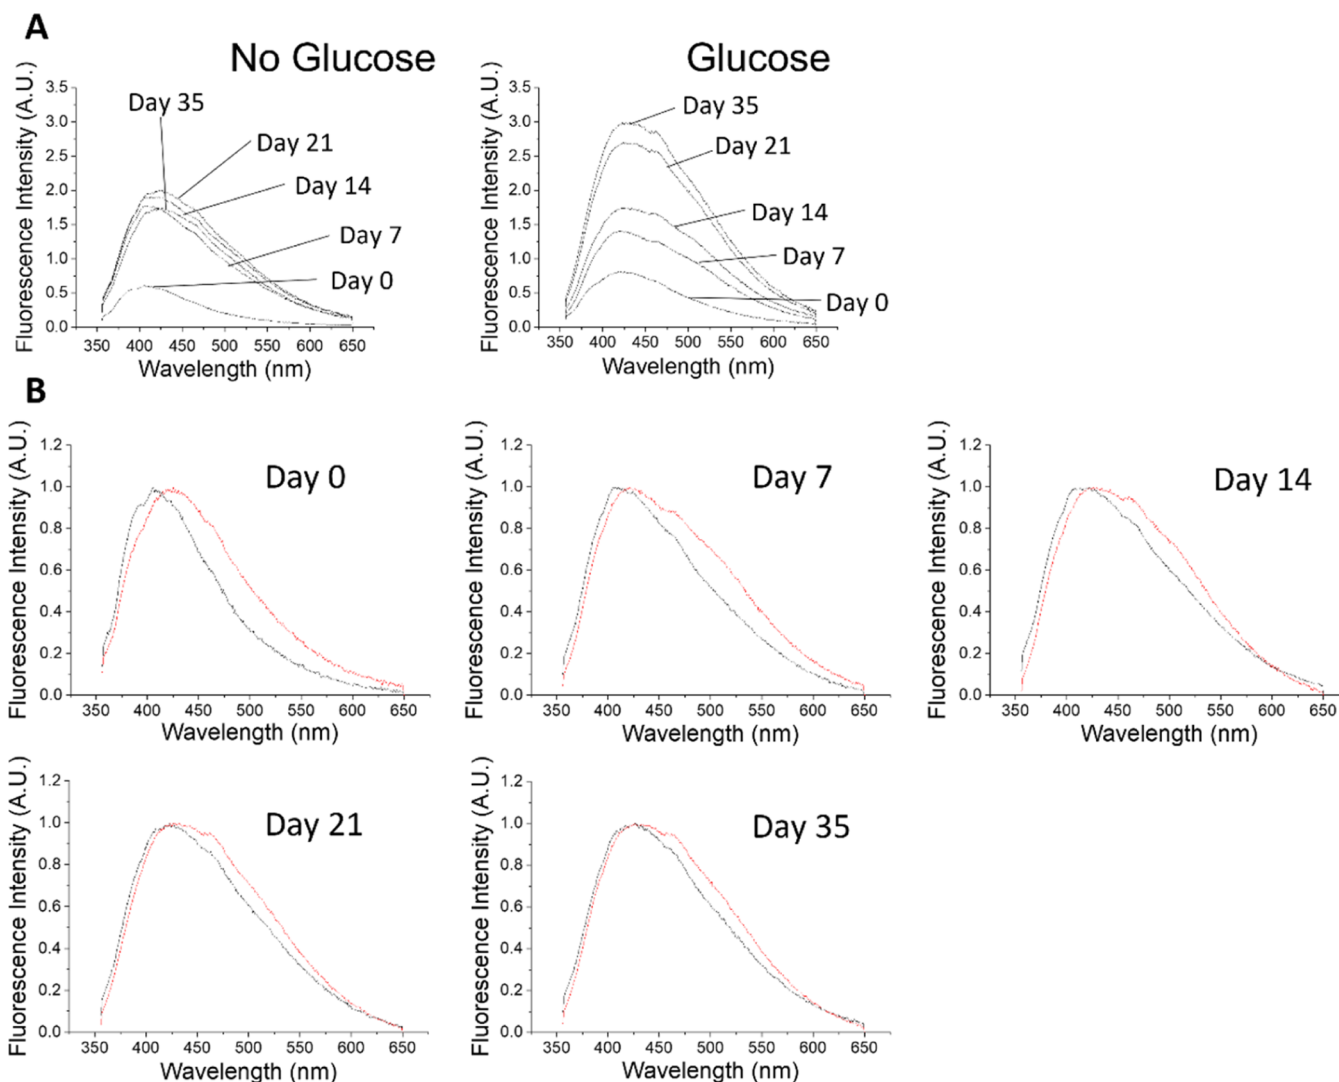 A
No Glucose
Glucose
Fluorescence Intensity (A.U.)
3.5
3.0
2.5
2.0
1.5
1.0
0.5
0.0
Day 35
Day 21
Day 14
Day 7
Day 0
350 400 450 500 550 600 650
Wavelength (nm)
Fluorescence Intensity (A.U.)
3.5
3.0
2.5
2.0
1.5
1.0
0.5
0.0
Day 35
Day 21
Day 14
Day 7
Day 0
350 400 450 500 550 600 650
Wavelength (nm)
B
Fluorescence Intensity (A.U.)
1.2
1.0
0.8
0.6
0.4
0.2
0.0
Day 0
350 400 450 500 550 600 650
Wavelength (nm)
Fluorescence Intensity (A.U.)
1.2
1.0
0.8
0.6
0.4
0.2
0.0
Day 7
350 400 450 500 550 600 650
Wavelength (nm)
Fluorescence Intensity (A.U.)
1.2
1.0
0.8
0.6
0.4
0.2
0.0
Day 14
350 400 450 500 550 600 650
Wavelength (nm)
Fluorescence Intensity (A.U.)
1.2
1.0
0.8
0.6
0.4
0.2
0.0
Day 21
350 400 450 500 550 600 650
Wavelength (nm)
Fluorescence Intensity (A.U.)
1.2
1.0
0.8
0.6
0.4
0.2
0.0
Day 35
350 400 450 500 550 600 650
Wavelength (nm)